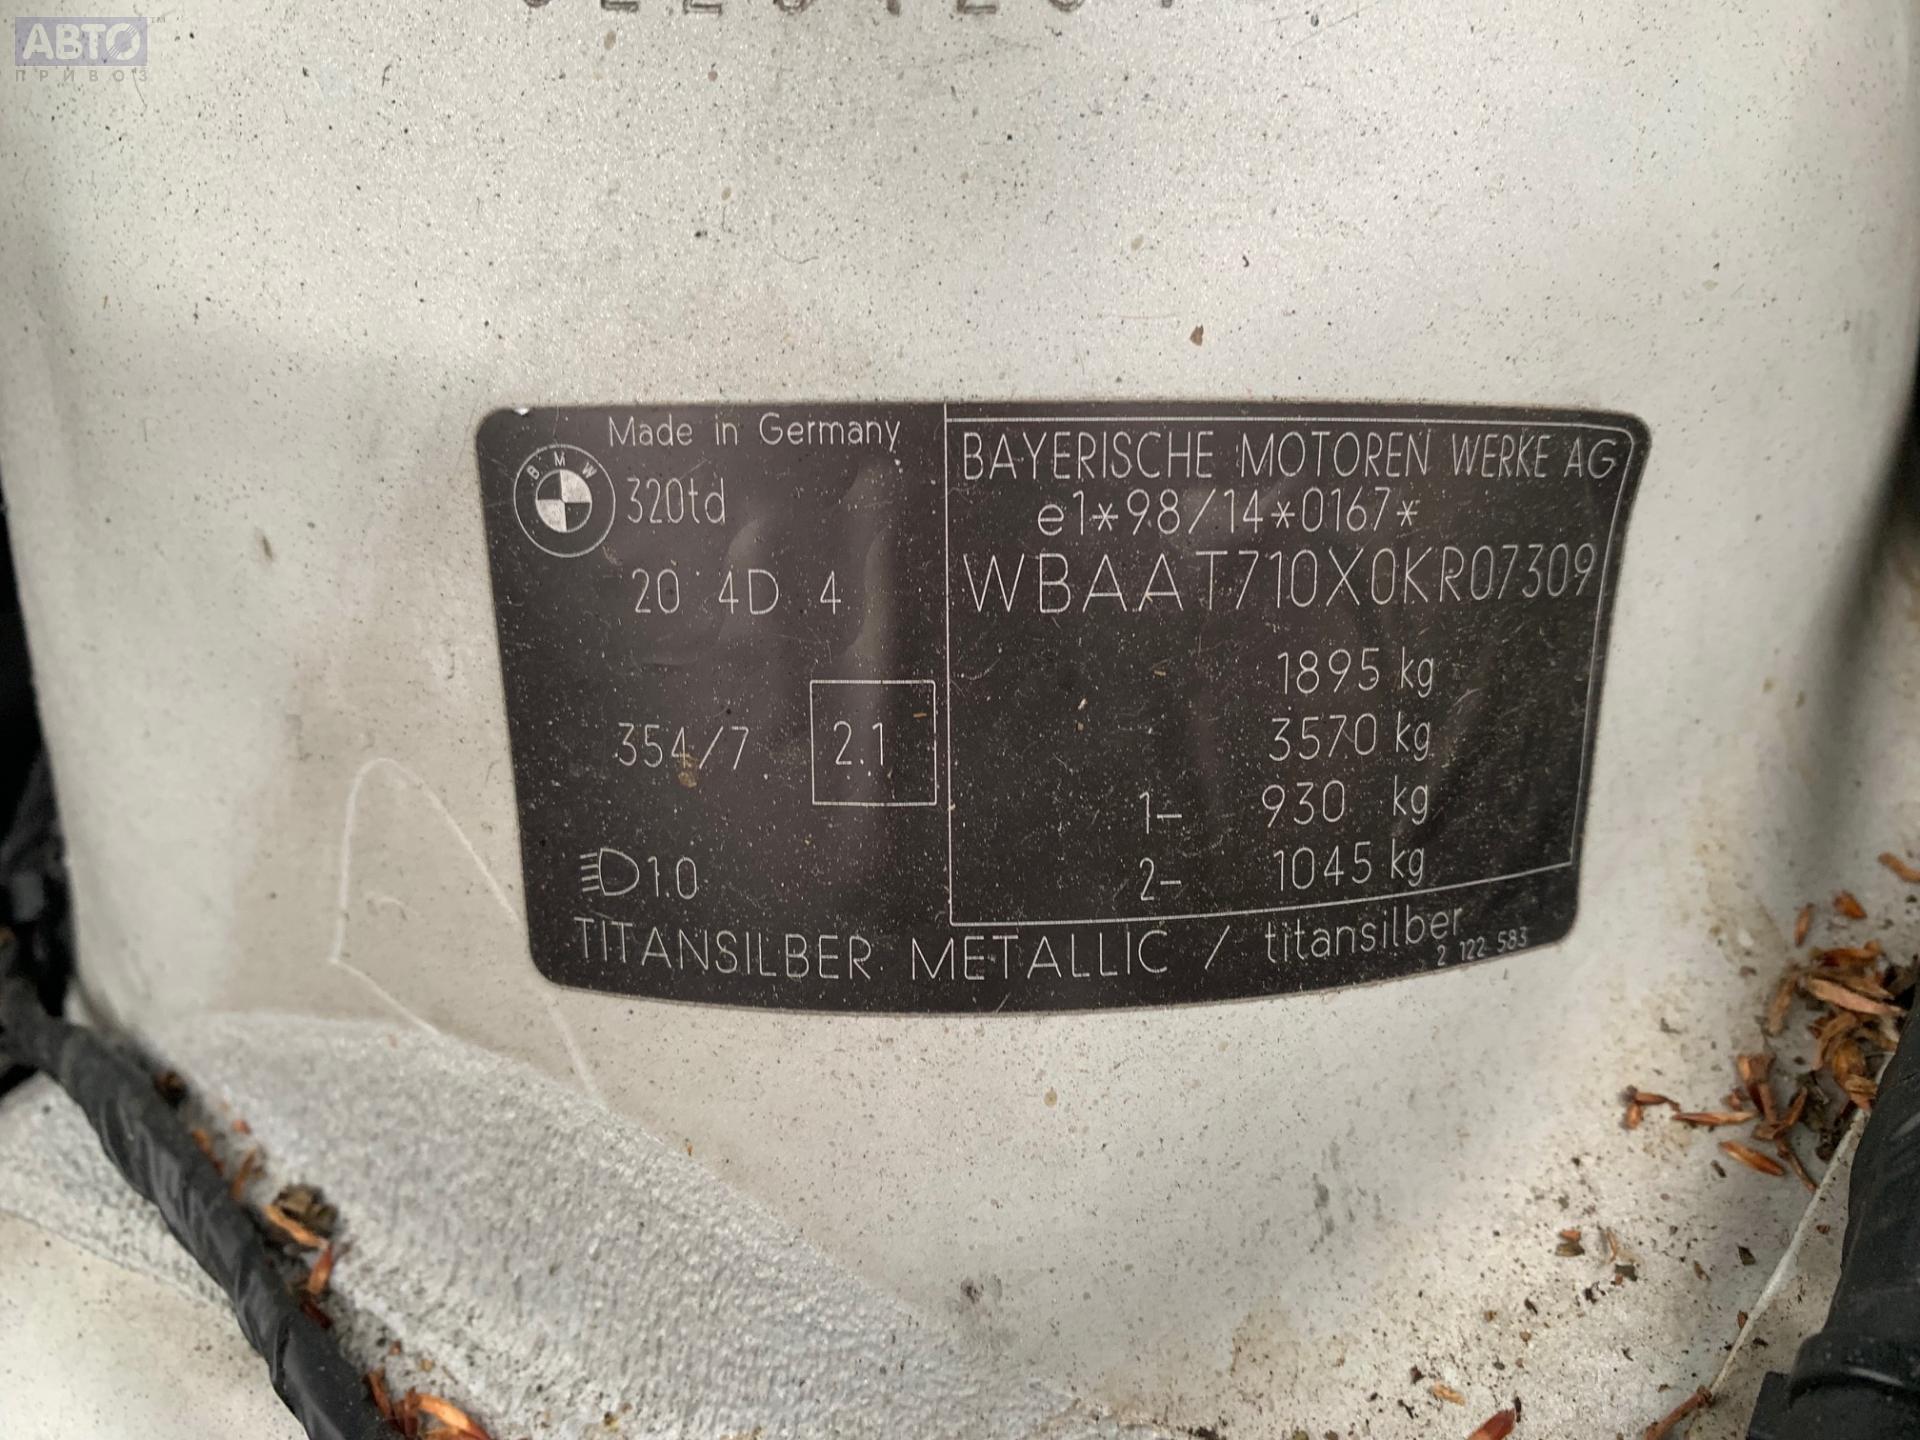 АВТО
ПРИВОЗ
Made in Germany
BMW
320td
20 4D 4
354/7 2.1
1.0
BAYERISCHE MOTOREN WERKE AG
e1*98/14*0167*
WBAAT710X0KR07309
1895 kg
3570 kg
1- 930 kg
2- 1045 kg
TITANSILBER METALLIC / titansilber
2 122 583